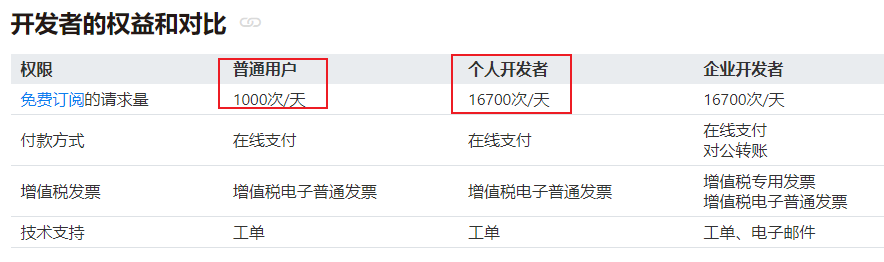 开发者的权益和对比
权限 普通用户 个人开发者 企业开发者
免费订阅的请求量 1000次/天 16700次/天 16700次/天
付款方式 在线支付 在线支付 在线支付
对公转账
增值税发票 增值税电子普通发票 增值税电子普通发票 增值税专用发票
增值税电子普通发票
技术支持 工单 工单 工单、电子邮件